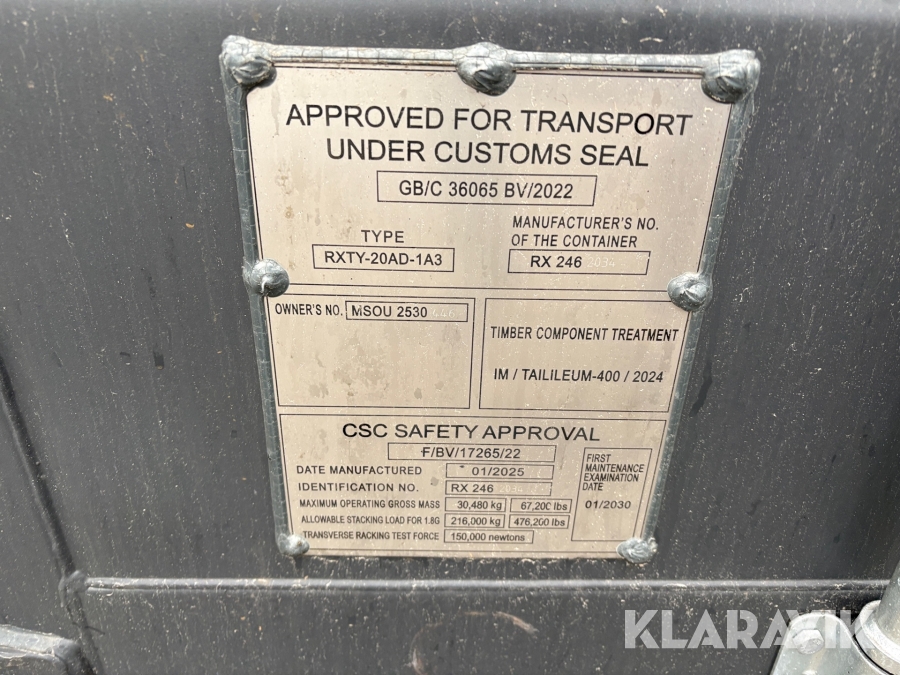 APPROVED FOR TRANSPORT
UNDER CUSTOMS SEAL
GB/C 36065 BV/2022
TYPE
RXTY-20AD-1A3
MANUFACTURER'S NO.
OF THE CONTAINER
RX 246
OWNER'S NO. MSOU 2530
TIMBER COMPONENT TREATMENT
IM / TAILILEUM-400 / 2024
CSC SAFETY APPROVAL
F/BV/17265/22
DATE MANUFACTURED 01/2025
IDENTIFICATION NO. RX 246
MAXIMUM OPERATING GROSS MASS 30,480 kg 67,200 lbs
ALLOWABLE STACKING LOAD FOR 1.8G 216,000 kg 476,200 lbs
TRANSVERSE RACKING TEST FORCE 150,000 newtons
FIRST
MAINTENANCE
EXAMINATION
DATE
01/2030
KLARAVIK